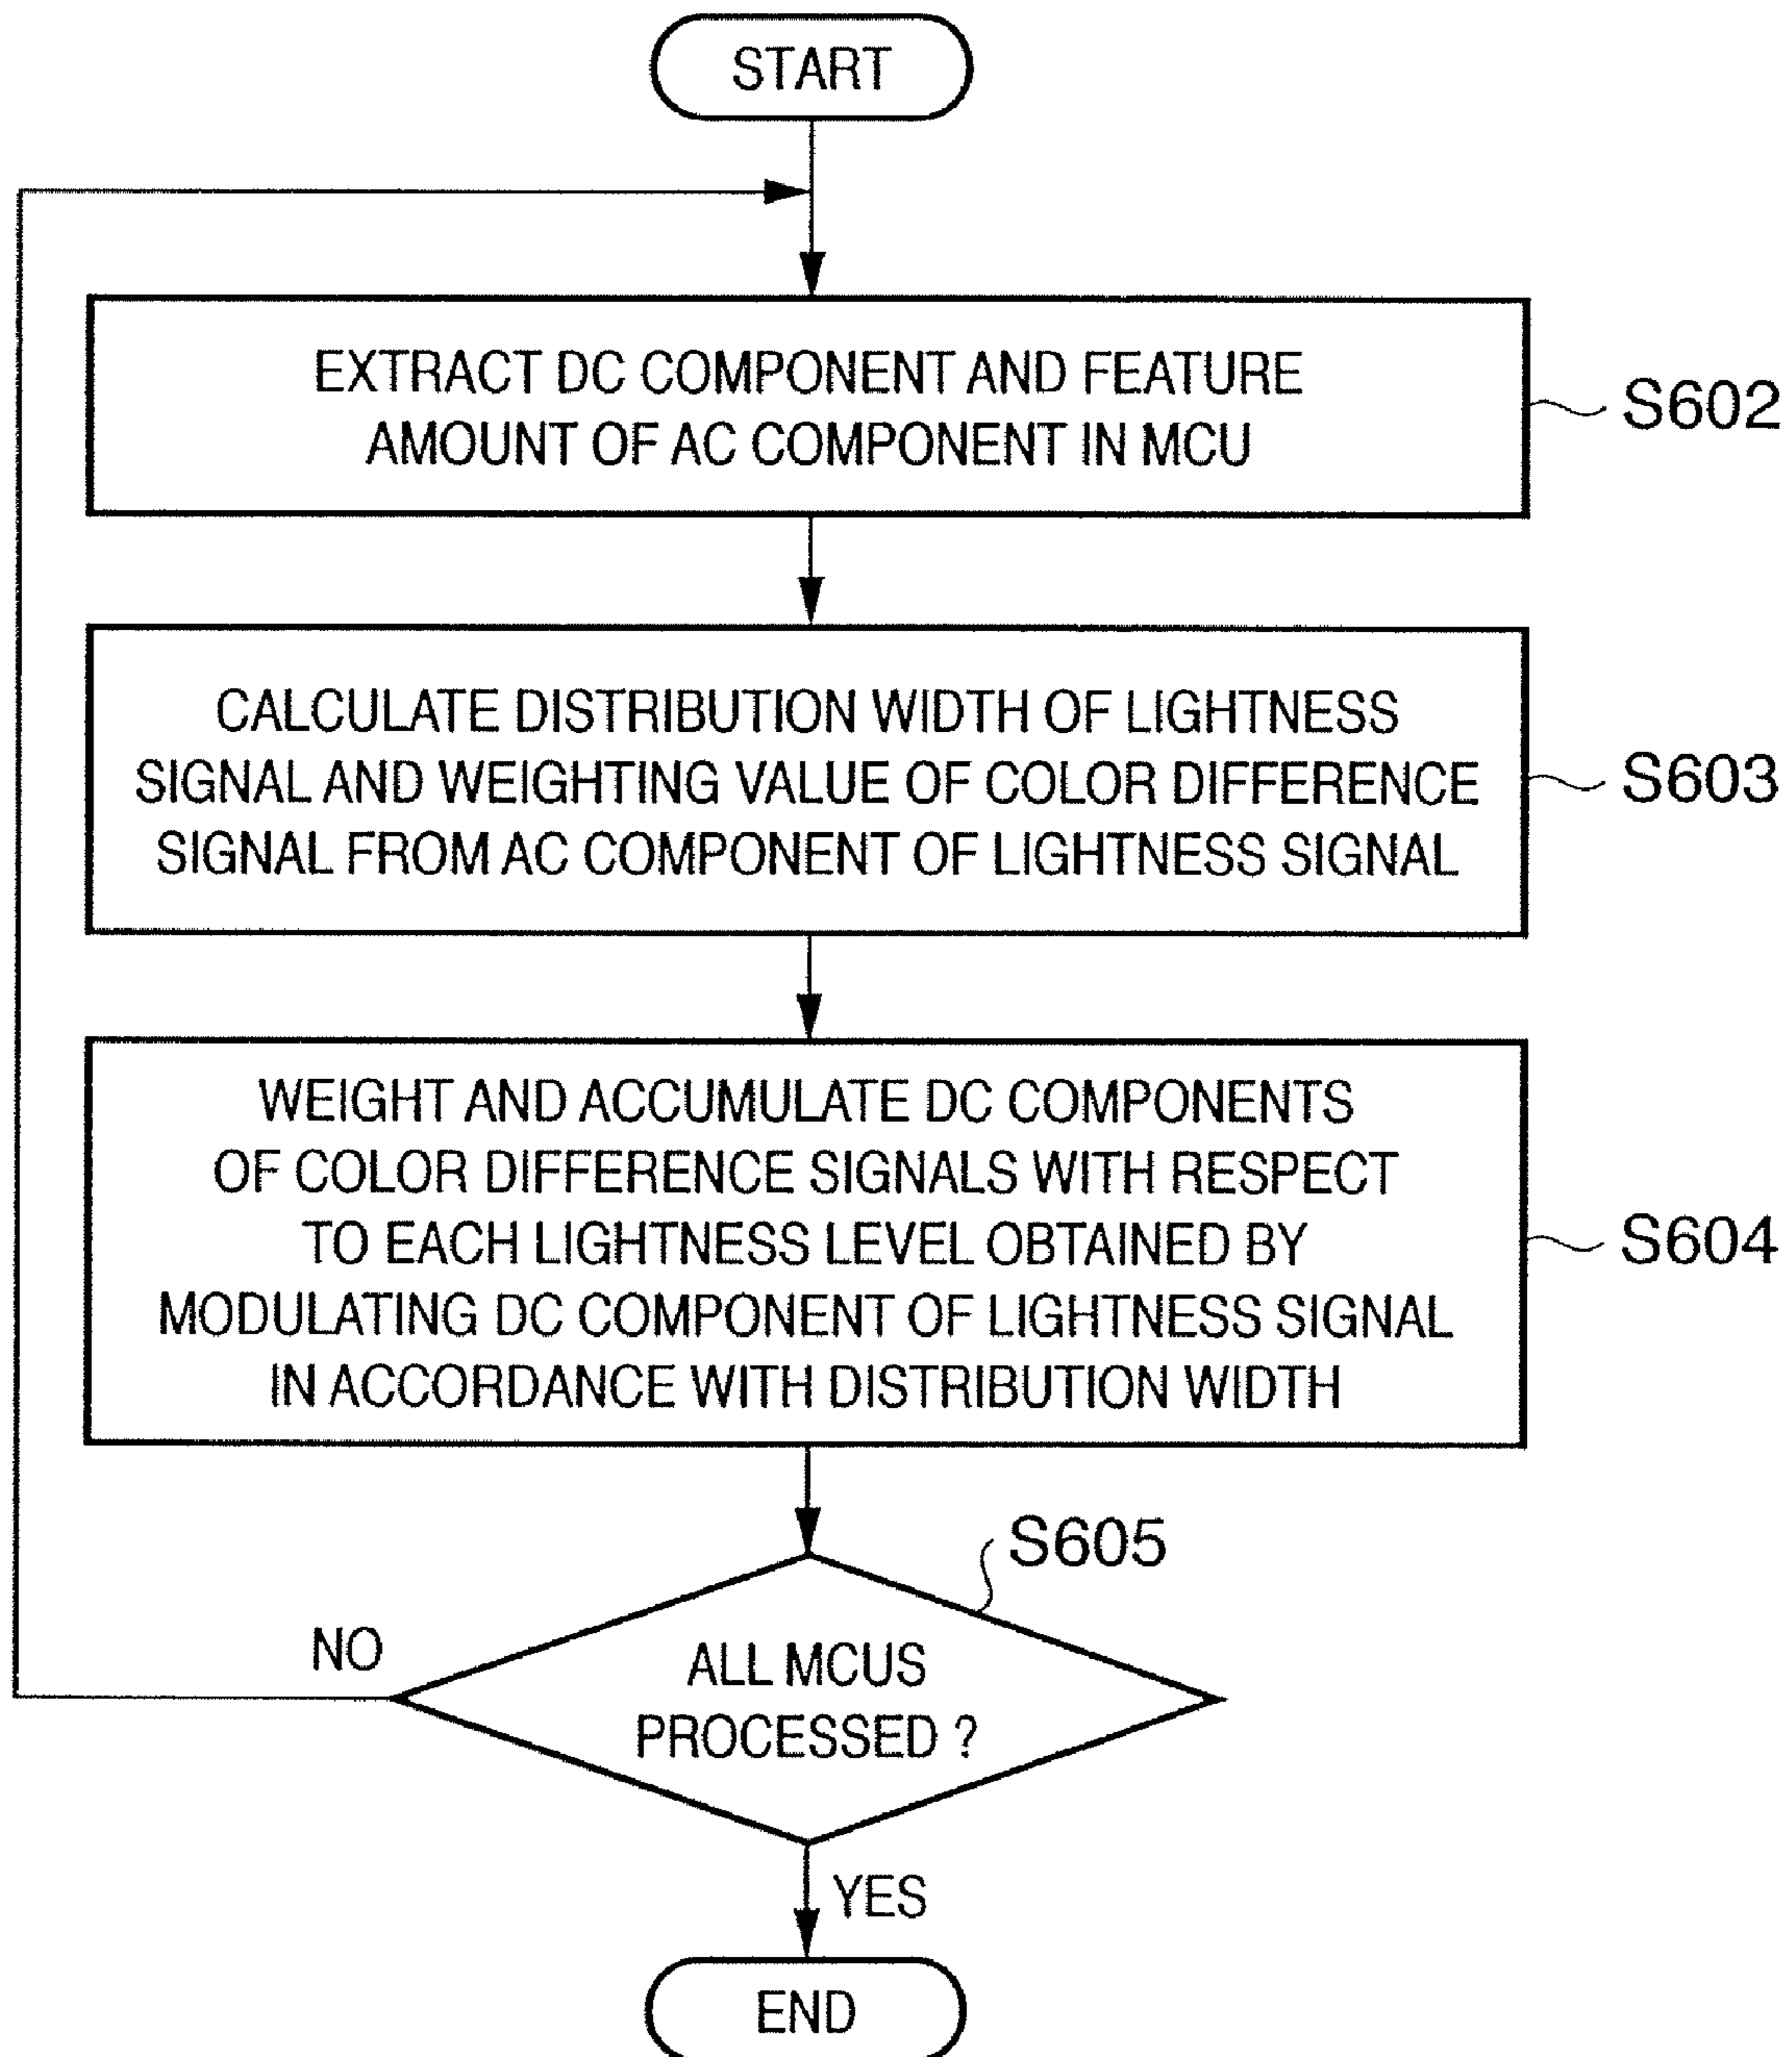 START
EXTRACT DC COMPONENT AND FEATURE
AMOUNT OF AC COMPONENT IN MCU
S602
CALCULATE DISTRIBUTION WIDTH OF LIGHTNESS
SIGNAL AND WEIGHTING VALUE OF COLOR DIFFERENCE
SIGNAL FROM AC COMPONENT OF LIGHTNESS SIGNAL
S603
WEIGHT AND ACCUMULATE DC COMPONENTS
OF COLOR DIFFERENCE SIGNALS WITH RESPECT
TO EACH LIGHTNESS LEVEL OBTAINED BY
MODULATING DC COMPONENT OF LIGHTNESS SIGNAL
IN ACCORDANCE WITH DISTRIBUTION WIDTH
S604
S605
NO
ALL MCUS
PROCESSED ?
YES
END